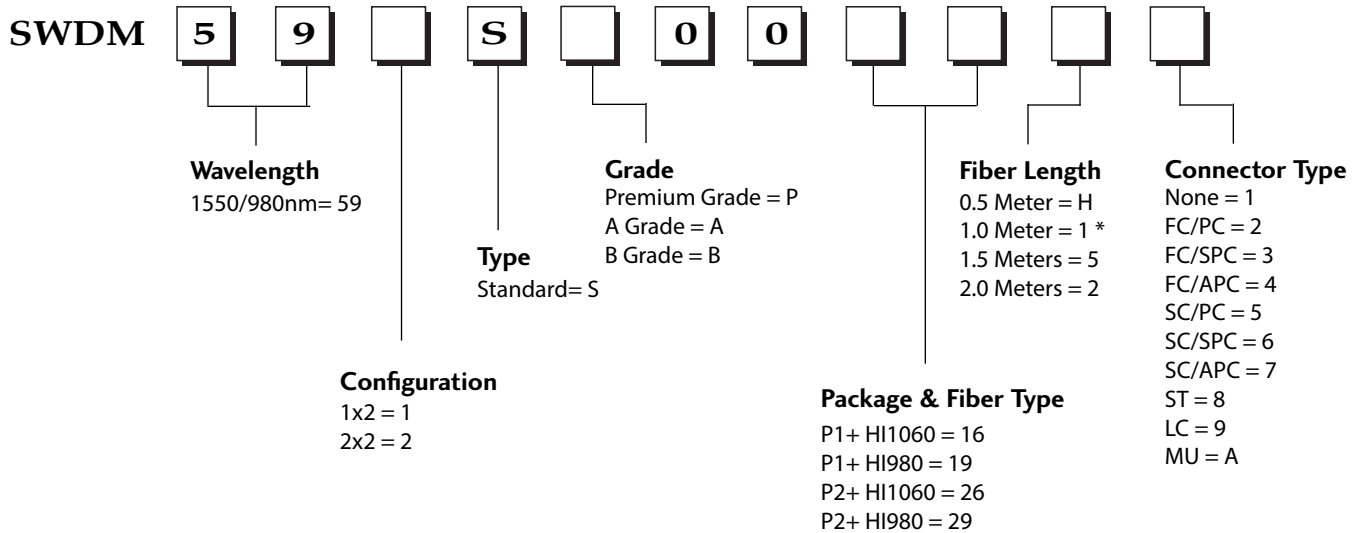 SWDM 5 9 S 0 0
Wavelength
1550/980nm= 59
Configuration
1x2 = 1
2x2 = 2
Type
Standard= S
Grade
Premium Grade = P
A Grade = A
B Grade = B
Package & Fiber Type
P1+ HI1060 = 16
P1+ HI980 = 19
P2+ HI1060 = 26
P2+ HI980 = 29
Fiber Length
0.5 Meter = H
1.0 Meter = 1 *
1.5 Meters = 5
2.0 Meters = 2
Connector Type
None = 1
FC/PC = 2
FC/SPC = 3
FC/APC = 4
SC/PC = 5
SC/SPC = 6
SC/APC = 7
ST = 8
LC = 9
MU = A